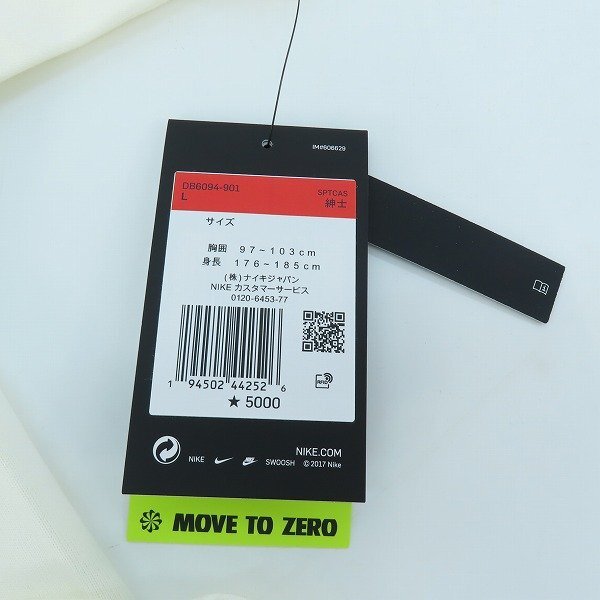 IM#608629
DB6094-901
L
SPTCAS
紳士
サイズ
胸囲 97~103cm
身長 176~185cm
(株)ナイキジャパン
NIKE カスタマーサービス
0120-6453-77
1 94502 44252 6
RFID
★5000
NIKE.COM
NIKE SWOOSH © 2017 Nike
MOVE TO ZERO